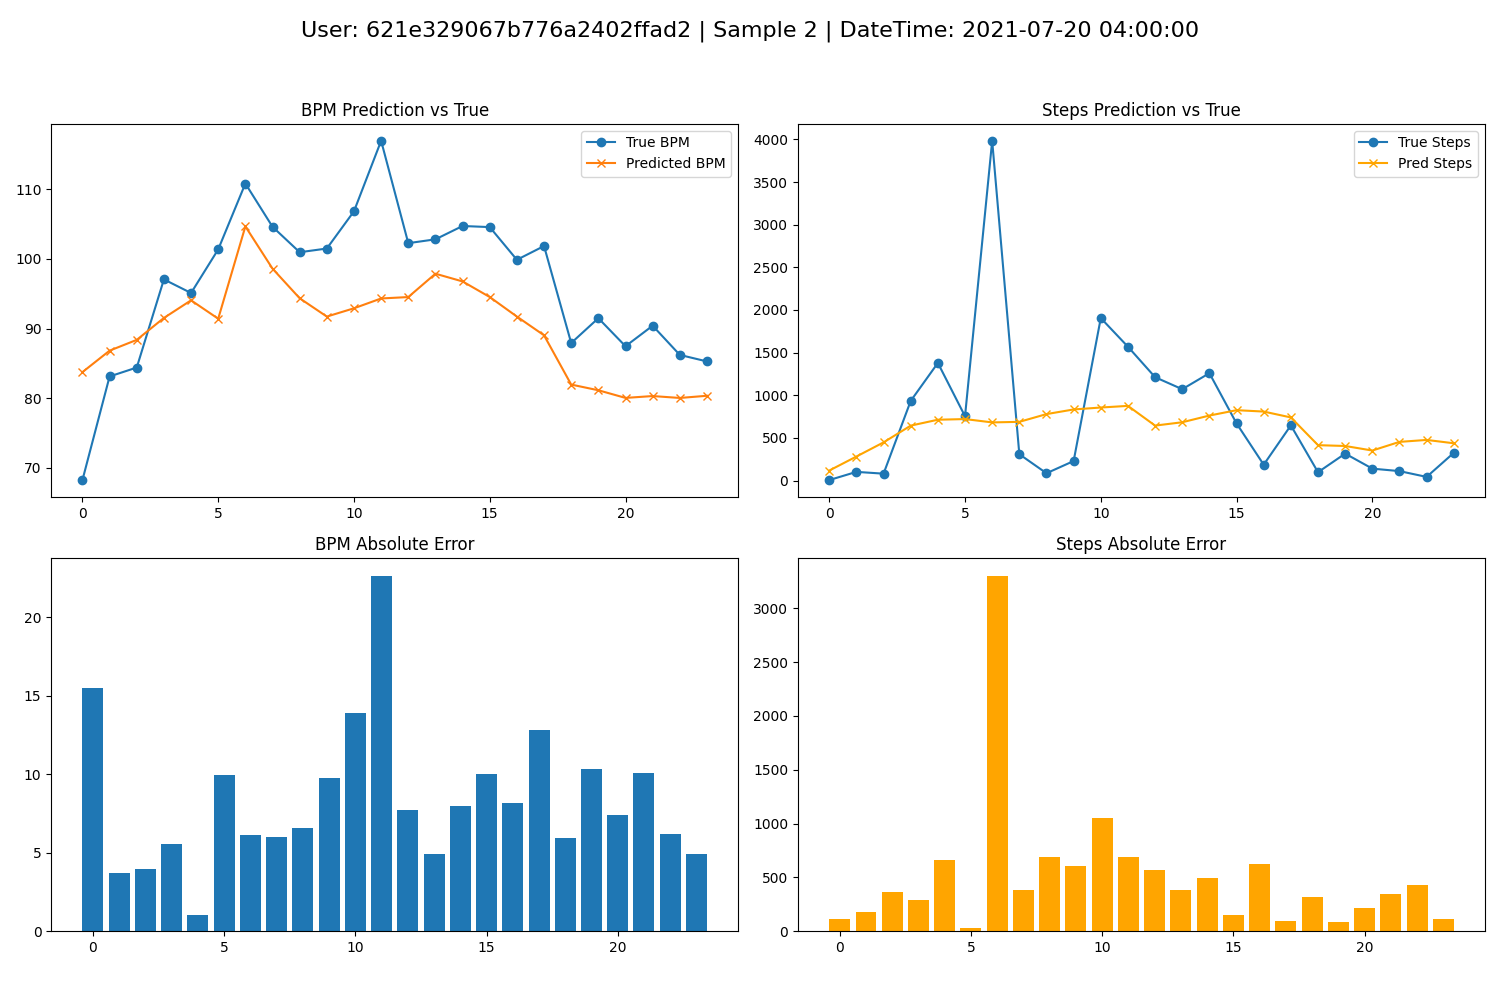 User: 621e329067b776a2402ffad2 | Sample 2 | DateTime: 2021-07-20 04:00:00
BPM Prediction vs True
True BPM
Predicted BPM
110
100
90
80
70
0 5 10 15 20
Steps Prediction vs True
True Steps
Pred Steps
4000
3500
3000
2500
2000
1500
1000
500
0
0 5 10 15 20
BPM Absolute Error
20
15
10
5
0
0 5 10 15 20
Steps Absolute Error
3000
2500
2000
1500
1000
500
0
0 5 10 15 20